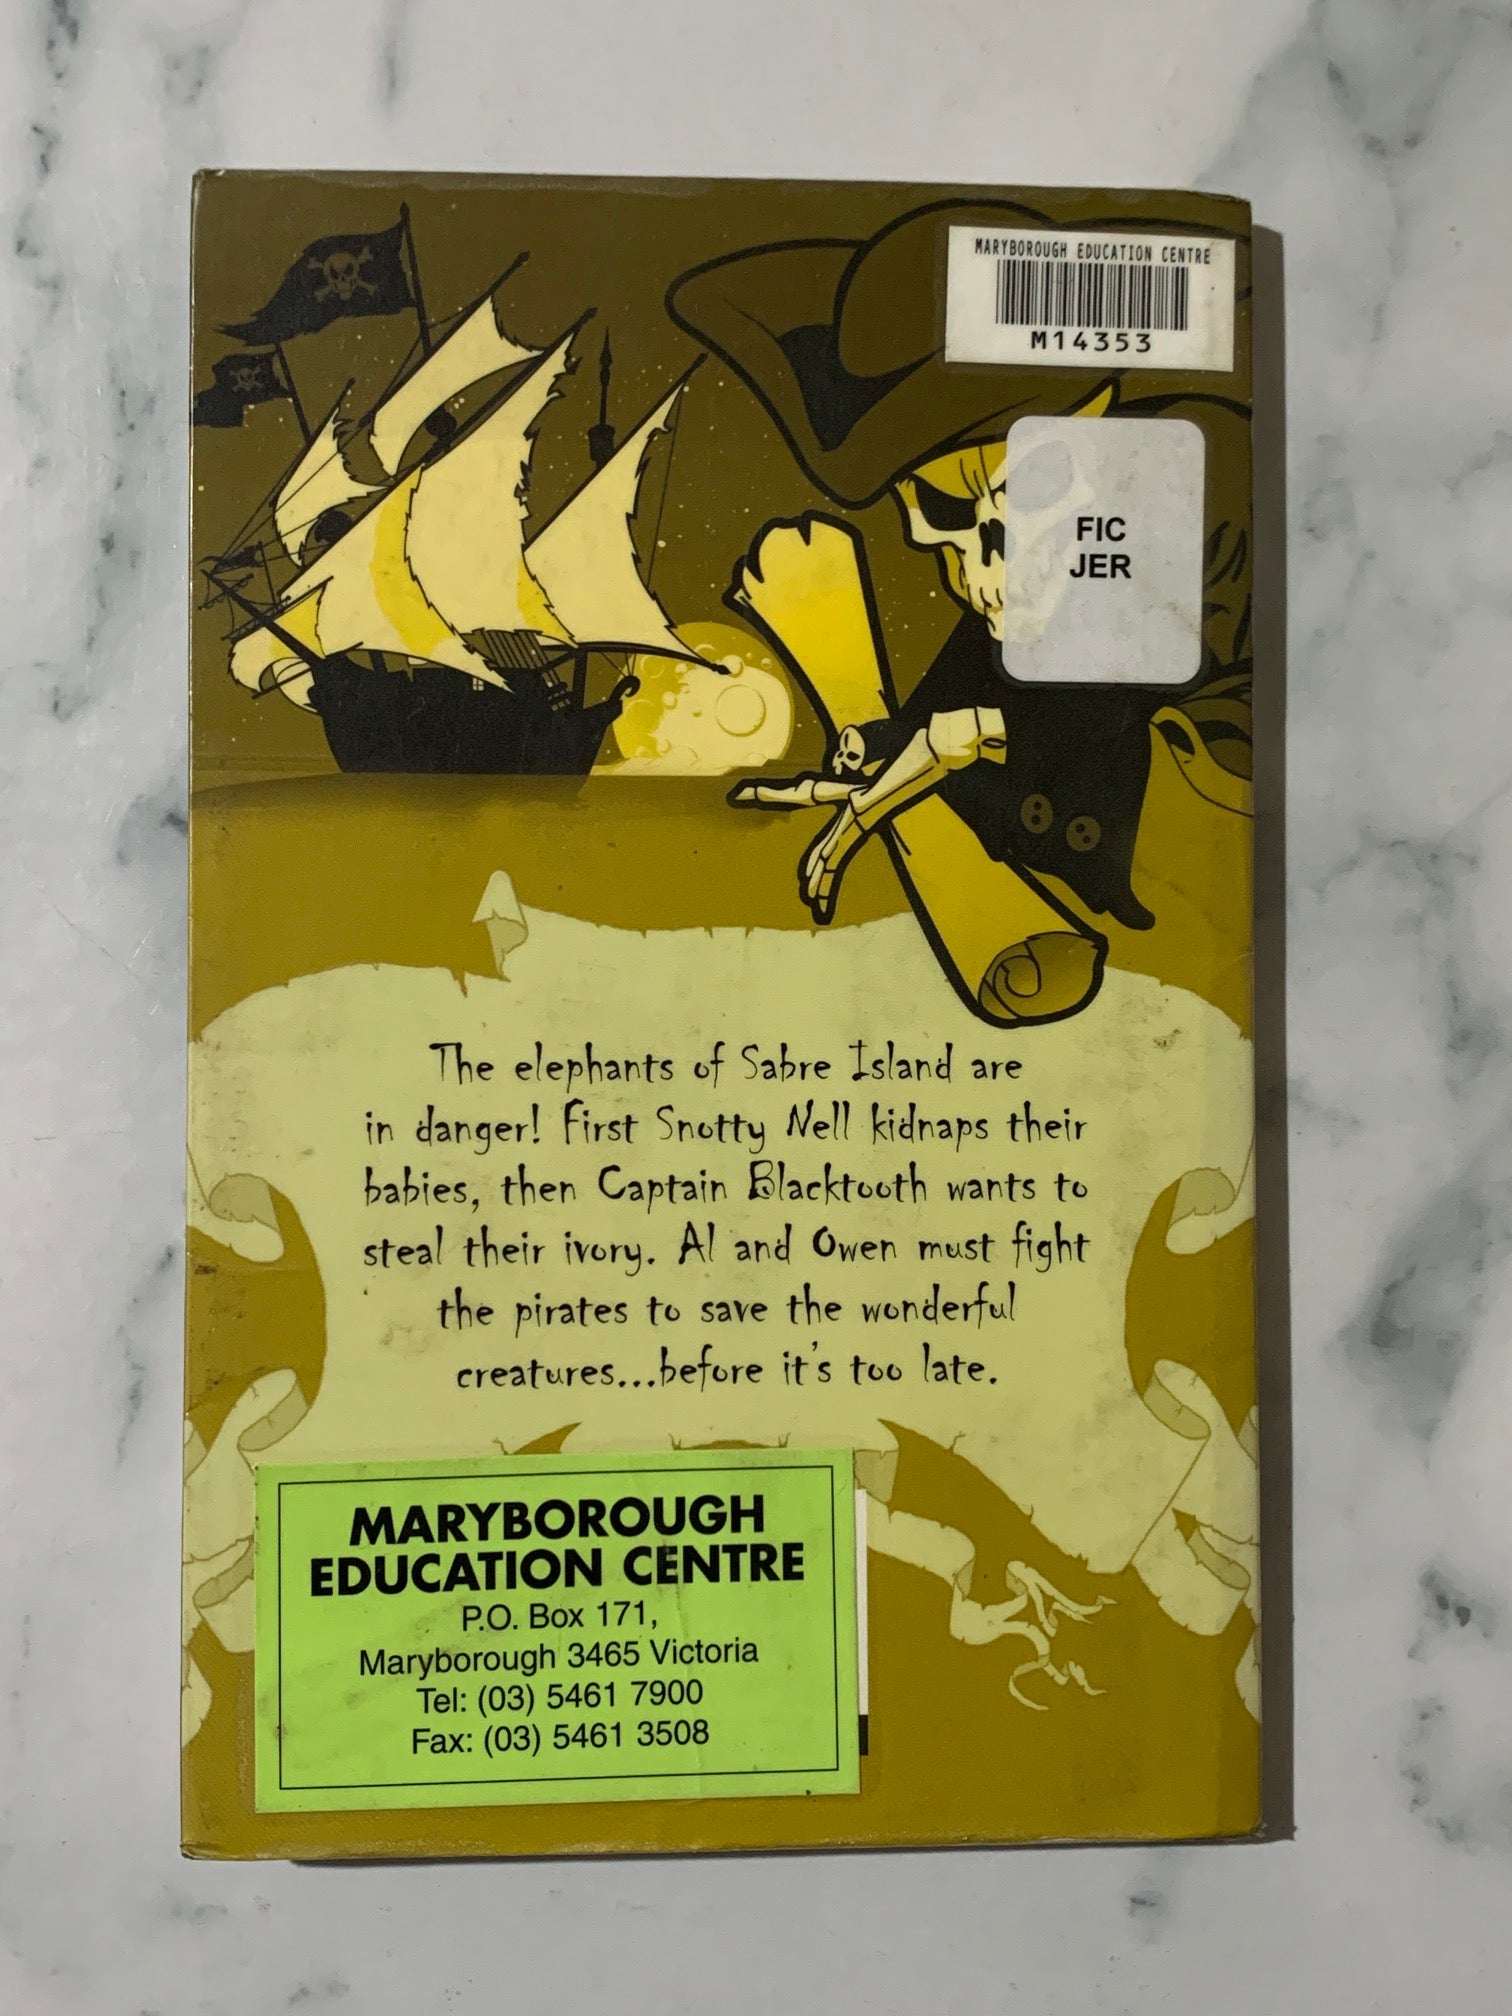 MARYBOROUGH EDUCATION CENTRE
M14353
FIC
JER
The elephants of Sabre Island are
in danger! First Snotty Nell kidnaps their
babies, then Captain Blacktooth wants to
steal their ivory. Al and Owen must fight
the pirates to save the wonderful
creatures...before it's too late.
MARYBOROUGH
EDUCATION CENTRE
P.O. Box 171,
Maryborough 3465 Victoria
Tel: (03) 5461 7900
Fax: (03) 5461 3508